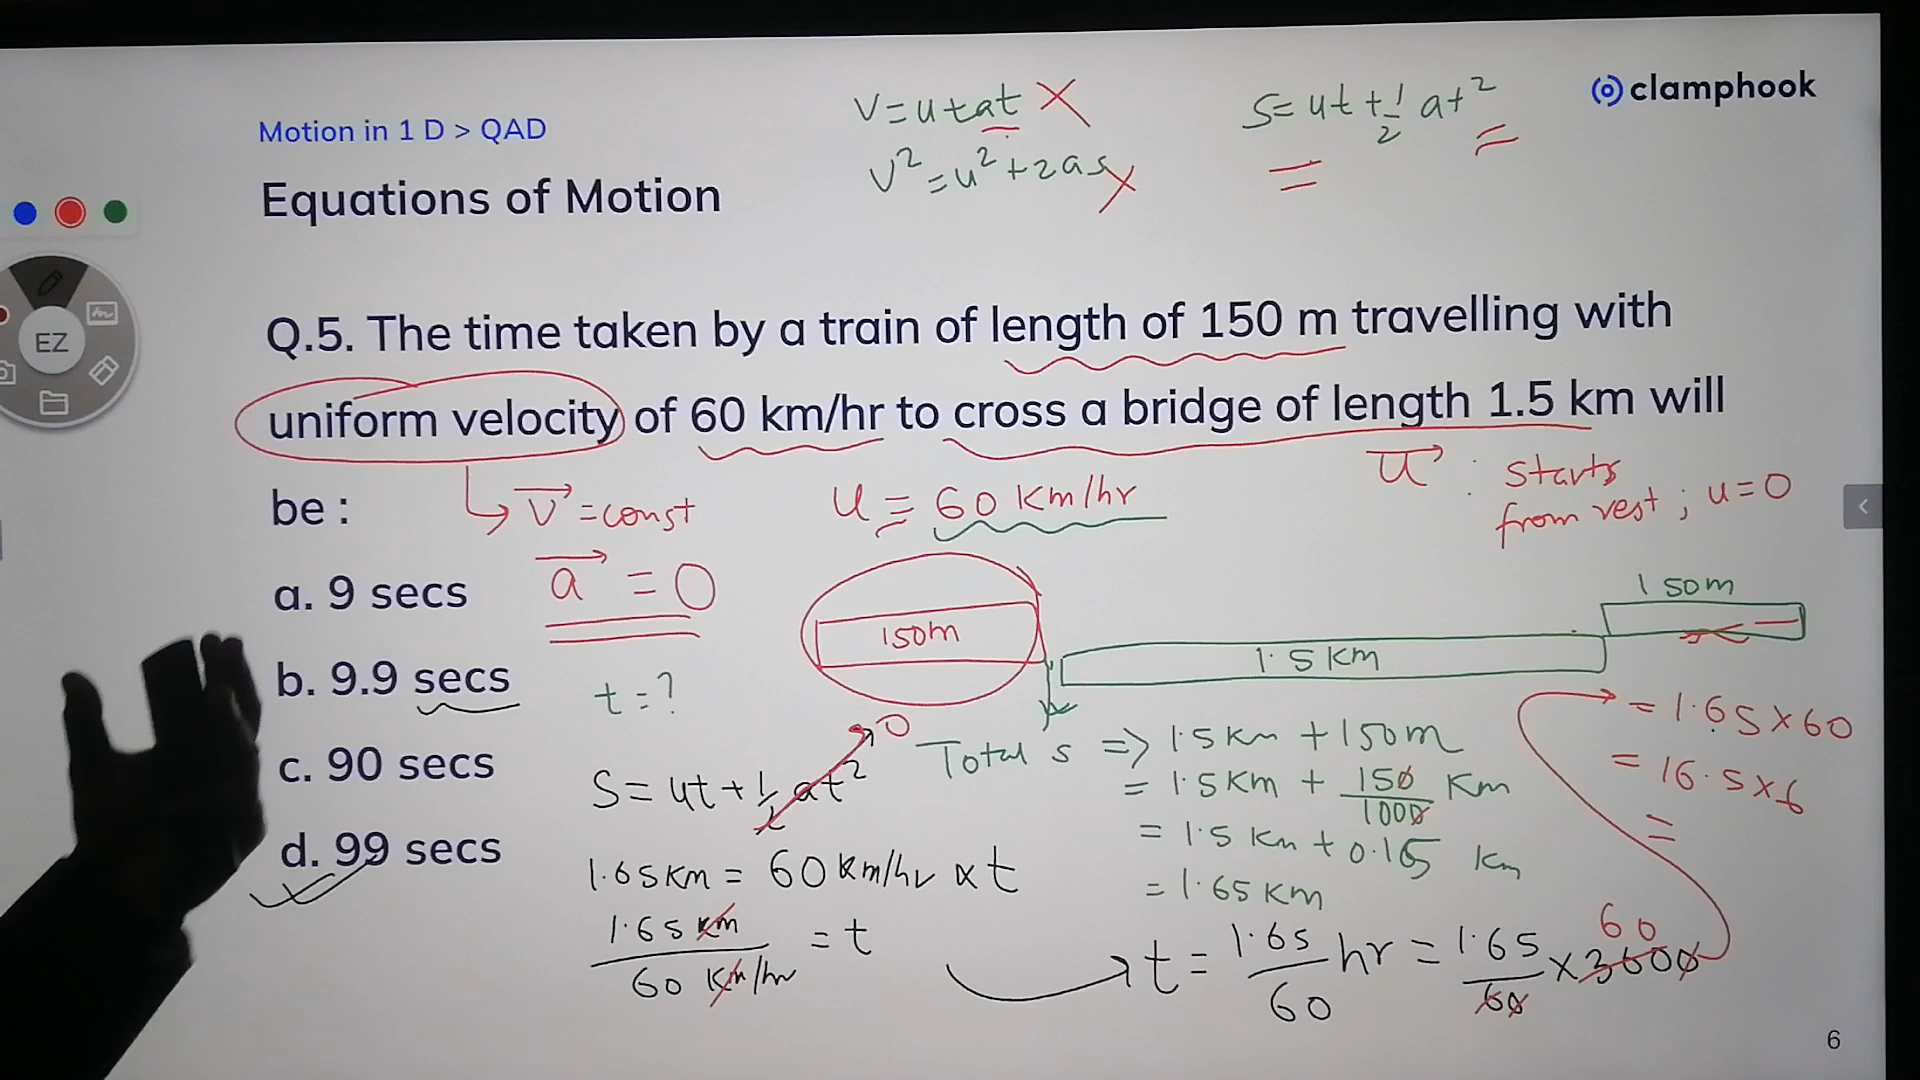 clamphook
Motion in 1 D > QAD
Equations of Motion
V=u+at X
V²=u²+2as X
S=ut+1/2 at²
EZ
Q.5. The time taken by a train of length of 150 m travelling with
uniform velocity of 60 km/hr to cross a bridge of length 1.5 km will
be :
a. 9 secs
b. 9.9 secs
c. 90 secs
d. 99 secs
v = const
a = 0
u = 60 Km/hr
u : starts
from rest ; u=0
150m
1.5 Km
150m
t = ?
S= ut+1/2 at² 0
1.65 Km = 60 km/hr × t
1.65 km / 60 Km/hr = t
Total s => 1.5 Km + 150m
= 1.5 Km + 150/1000 Km
= 1.5 Km + 0.15 Km
= 1.65 Km
t = 1.65/60 hr = 1.65/60 × 3600 60
= 1.65 × 60
= 16.5 × 6
=
6